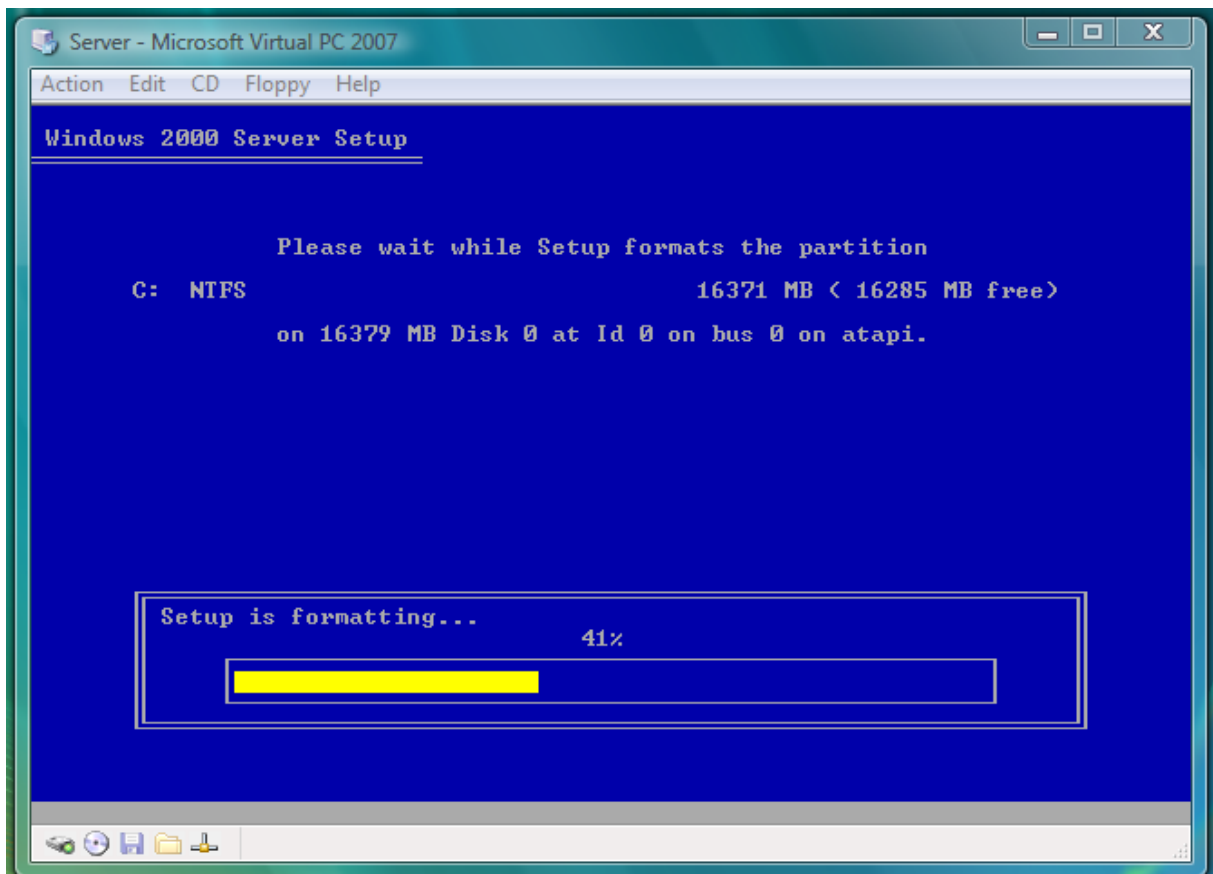 Server - Microsoft Virtual PC 2007
Action Edit CD Floppy Help
Windows 2000 Server Setup
Please wait while Setup formats the partition
C: NTFS 16371 MB ( 16285 MB free)
on 16379 MB Disk 0 at Id 0 on bus 0 on atapi.
Setup is formatting...
41%